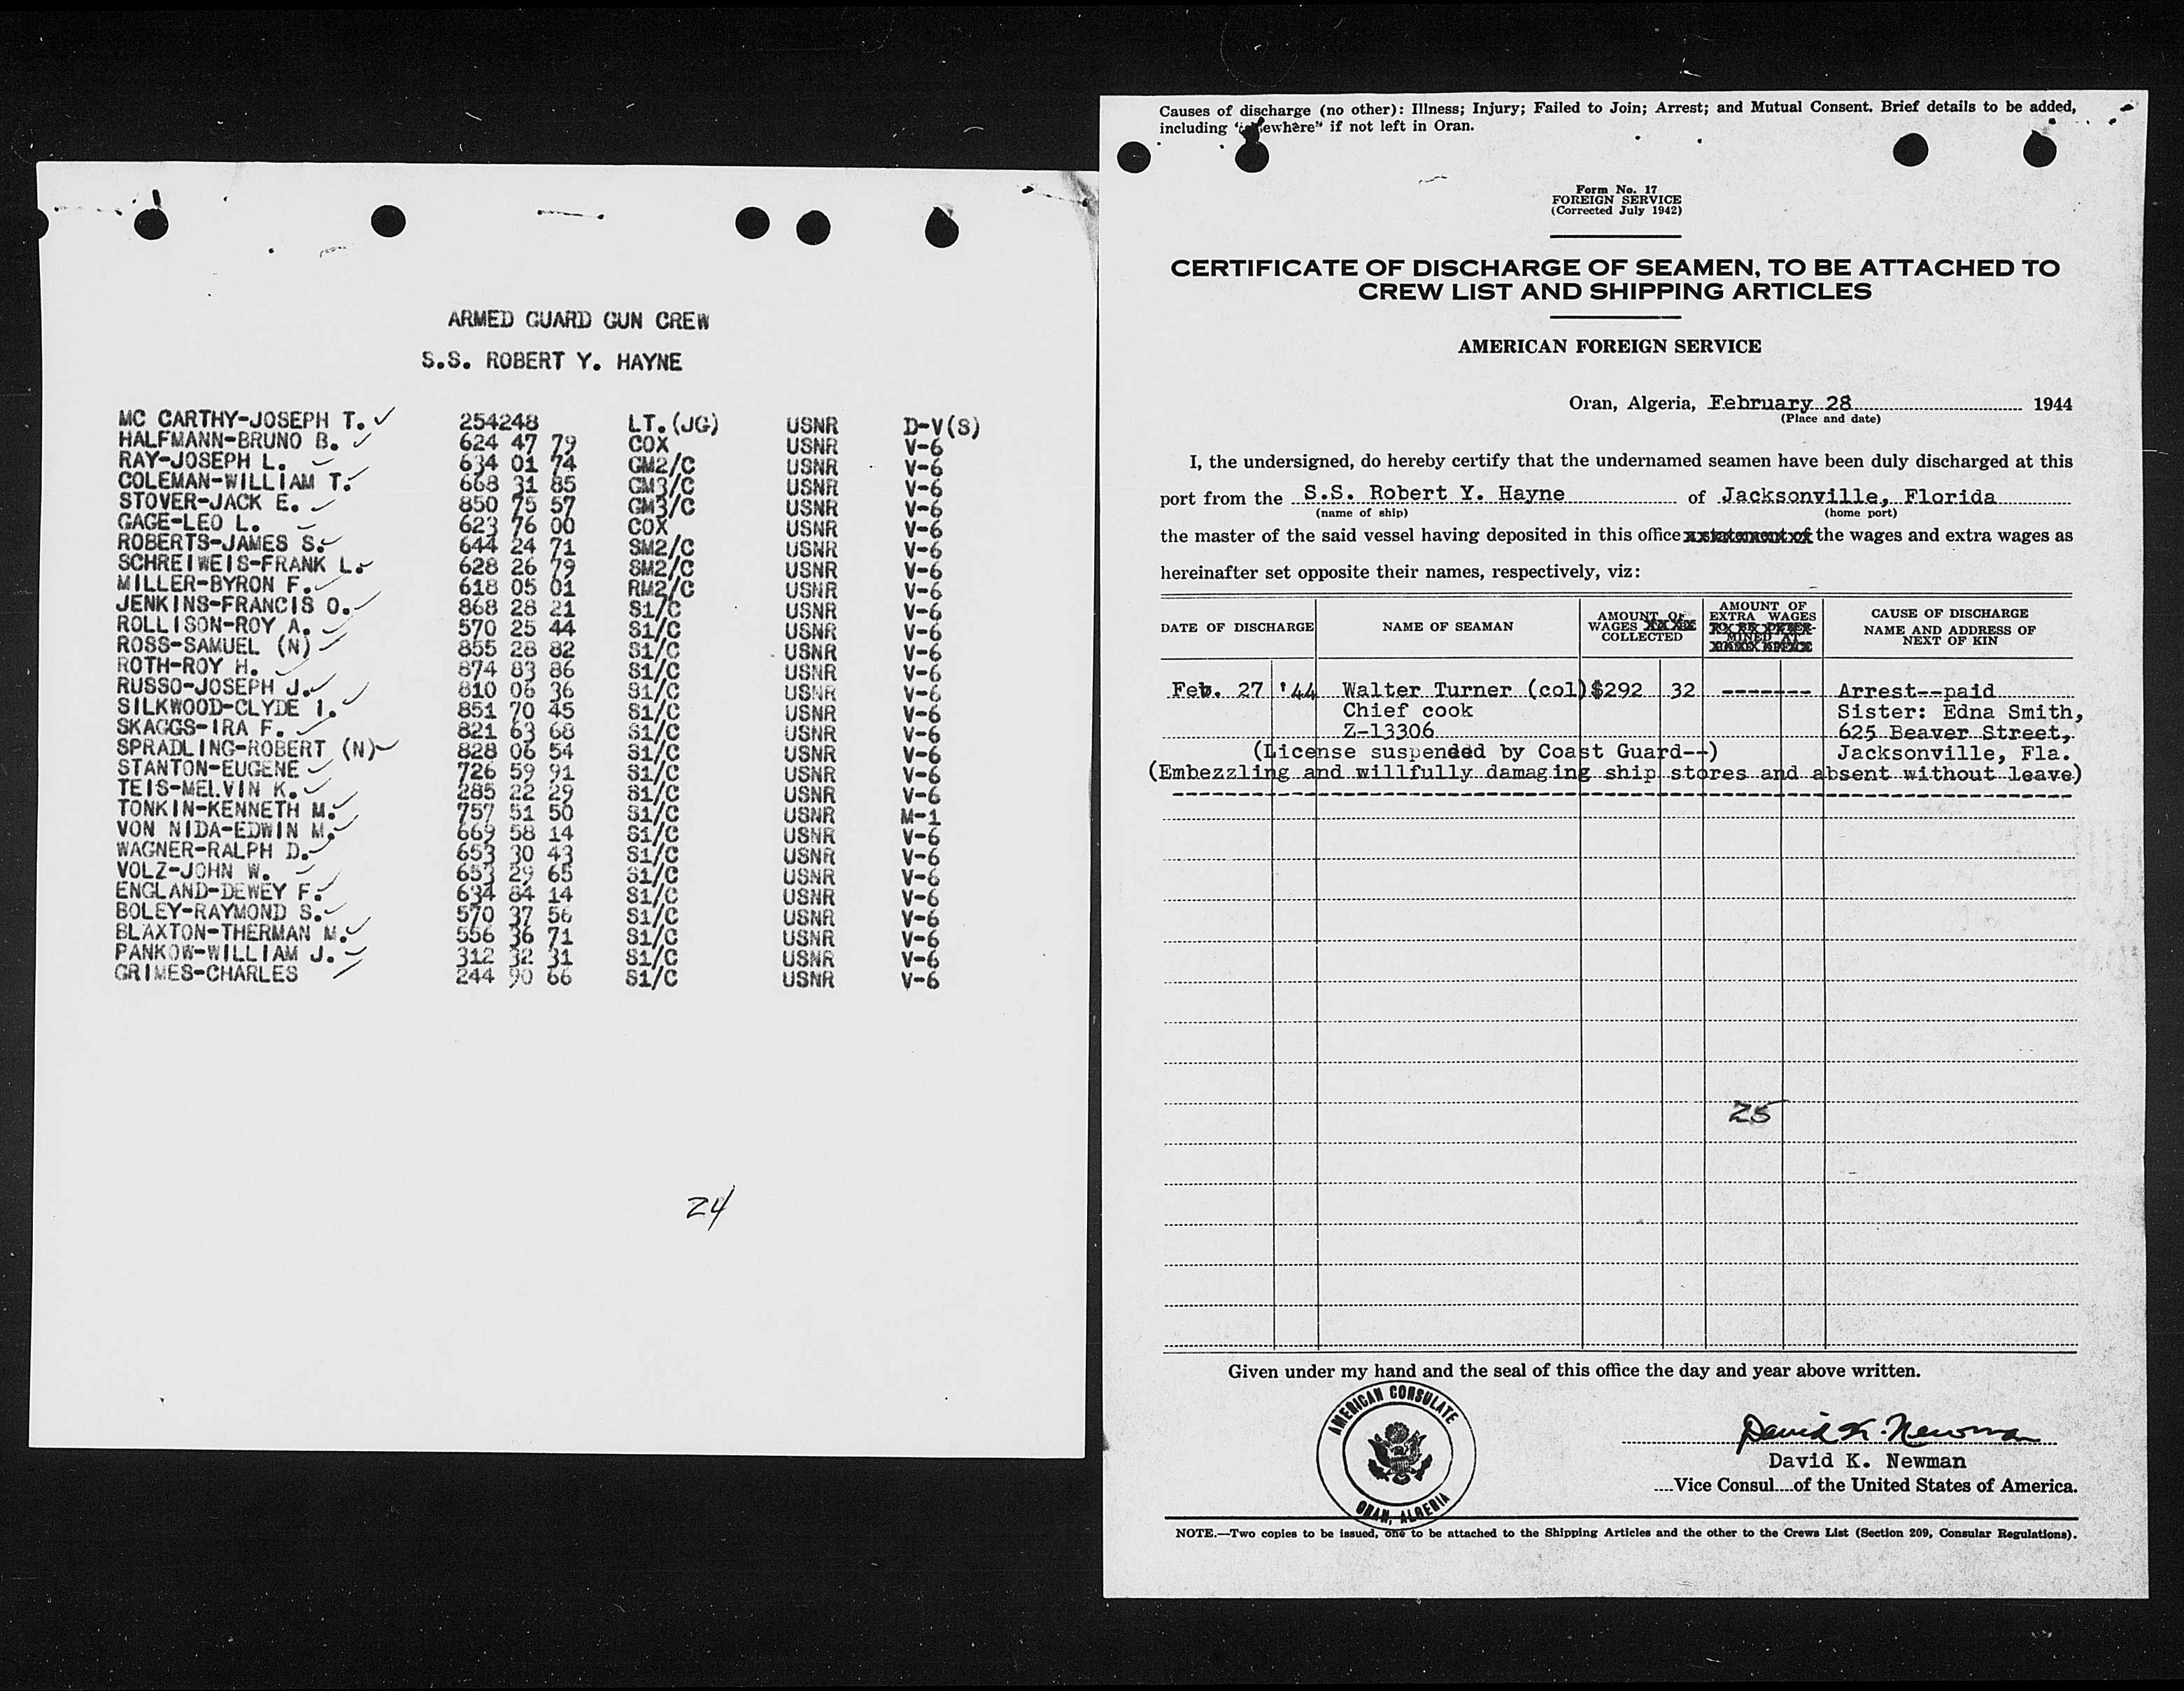 ARMED GUARD GUN CREW
S.S. ROBERT Y. HAYNE
MC CARTHY-JOSEPH T. 254248 LT.(JG) USNR D-V(S)
HALFMANN-BRUNO B. 624 47 79 COX USNR V-6
RAY-JOSEPH L. 634 01 74 GM2/C USNR V-6
COLEMAN-WILLIAM T. 668 31 85 GM3/C USNR V-6
STOVER-JACK E. 850 75 57 GM3/C USNR V-6
GAGE-LEO L. 623 76 00 COX USNR V-6
ROBERTS-JAMES S. 644 24 71 SM2/C USNR V-6
SCHREIWEIS-FRANK L. 628 26 79 SM2/C USNR V-6
MILLER-BYRON F. 618 05 01 RM2/C USNR V-6
JENKINS-FRANCIS O. 868 28 21 S1/C USNR V-6
ROLLISON-ROY A. 570 25 44 S1/C USNR V-6
ROSS-SAMUEL (N) 855 28 82 S1/C USNR V-6
ROTH-ROY H. 874 83 86 S1/C USNR V-6
RUSSO-JOSEPH J. 810 06 36 S1/C USNR V-6
SILKWOOD-CLYDE I. 851 70 45 S1/C USNR V-6
SKAGGS-IRA F. 821 63 68 S1/C USNR V-6
SPRADLING-ROBERT (N) 828 06 54 S1/C USNR V-6
STANTON-EUGENE 726 59 91 S1/C USNR V-6
TEIS-MELVIN K. 285 22 29 S1/C USNR V-6
TONKIN-KENNETH M. 757 51 50 S1/C USNR M-1
VON NIDA-EDWIN M. 669 58 14 S1/C USNR V-6
WAGNER-RALPH D. 653 30 43 S1/C USNR V-6
VOLZ-JOHN W. 653 29 65 S1/C USNR V-6
ENGLAND-DEWEY F. 634 84 14 S1/C USNR V-6
BOLEY-RAYMOND S. 570 37 56 S1/C USNR V-6
BLAXTON-THERMAN M. 556 36 71 S1/C USNR V-6
PANKOW-WILLIAM J. 312 32 31 S1/C USNR V-6
GRIMES-CHARLES 244 90 66 S1/C USNR V-6
24
Causes of discharge (no other): Illness; Injury; Failed to Join; Arrest; and Mutual Consent. Brief details to be added,
including if not left in Oran.
Form No. 17
FOREIGN SERVICE
(Corrected July 1942)
CERTIFICATE OF DISCHARGE OF SEAMEN, TO BE ATTACHED TO
CREW LIST AND SHIPPING ARTICLES
AMERICAN FOREIGN SERVICE
Oran, Algeria, February 28 1944
(Place and date)
I, the undersigned, do hereby certify that the undernamed seamen have been duly discharged at this
port from the S.S. Robert Y. Hayne of Jacksonville, Florida
(name of ship) (home port)
the master of the said vessel having deposited in this office the wages and extra wages as
hereinafter set opposite their names, respectively, viz:
DATE OF DISCHARGE
NAME OF SEAMAN
AMOUNT OF
WAGES
COLLECTED
AMOUNT OF
EXTRA WAGES
CAUSE OF DISCHARGE
NAME AND ADDRESS OF
NEXT OF KIN
Feb. 27 '44 Walter Turner (col) $292 32 ------- Arrest--paid
Chief cook Sister: Edna Smith,
Z-13306 625 Beaver Street,
(License suspended by Coast Guard--) Jacksonville, Fla.
(Embezzling and willfully damaging ship stores and absent without leave)
25
Given under my hand and the seal of this office the day and year above written.
AMERICAN CONSULATE
ORAN, ALGERIA
David K. Newman
David K. Newman
Vice Consul of the United States of America.
NOTE.—Two copies to be issued, one to be attached to the Shipping Articles and the other to the Crews List (Section 209, Consular Regulations).